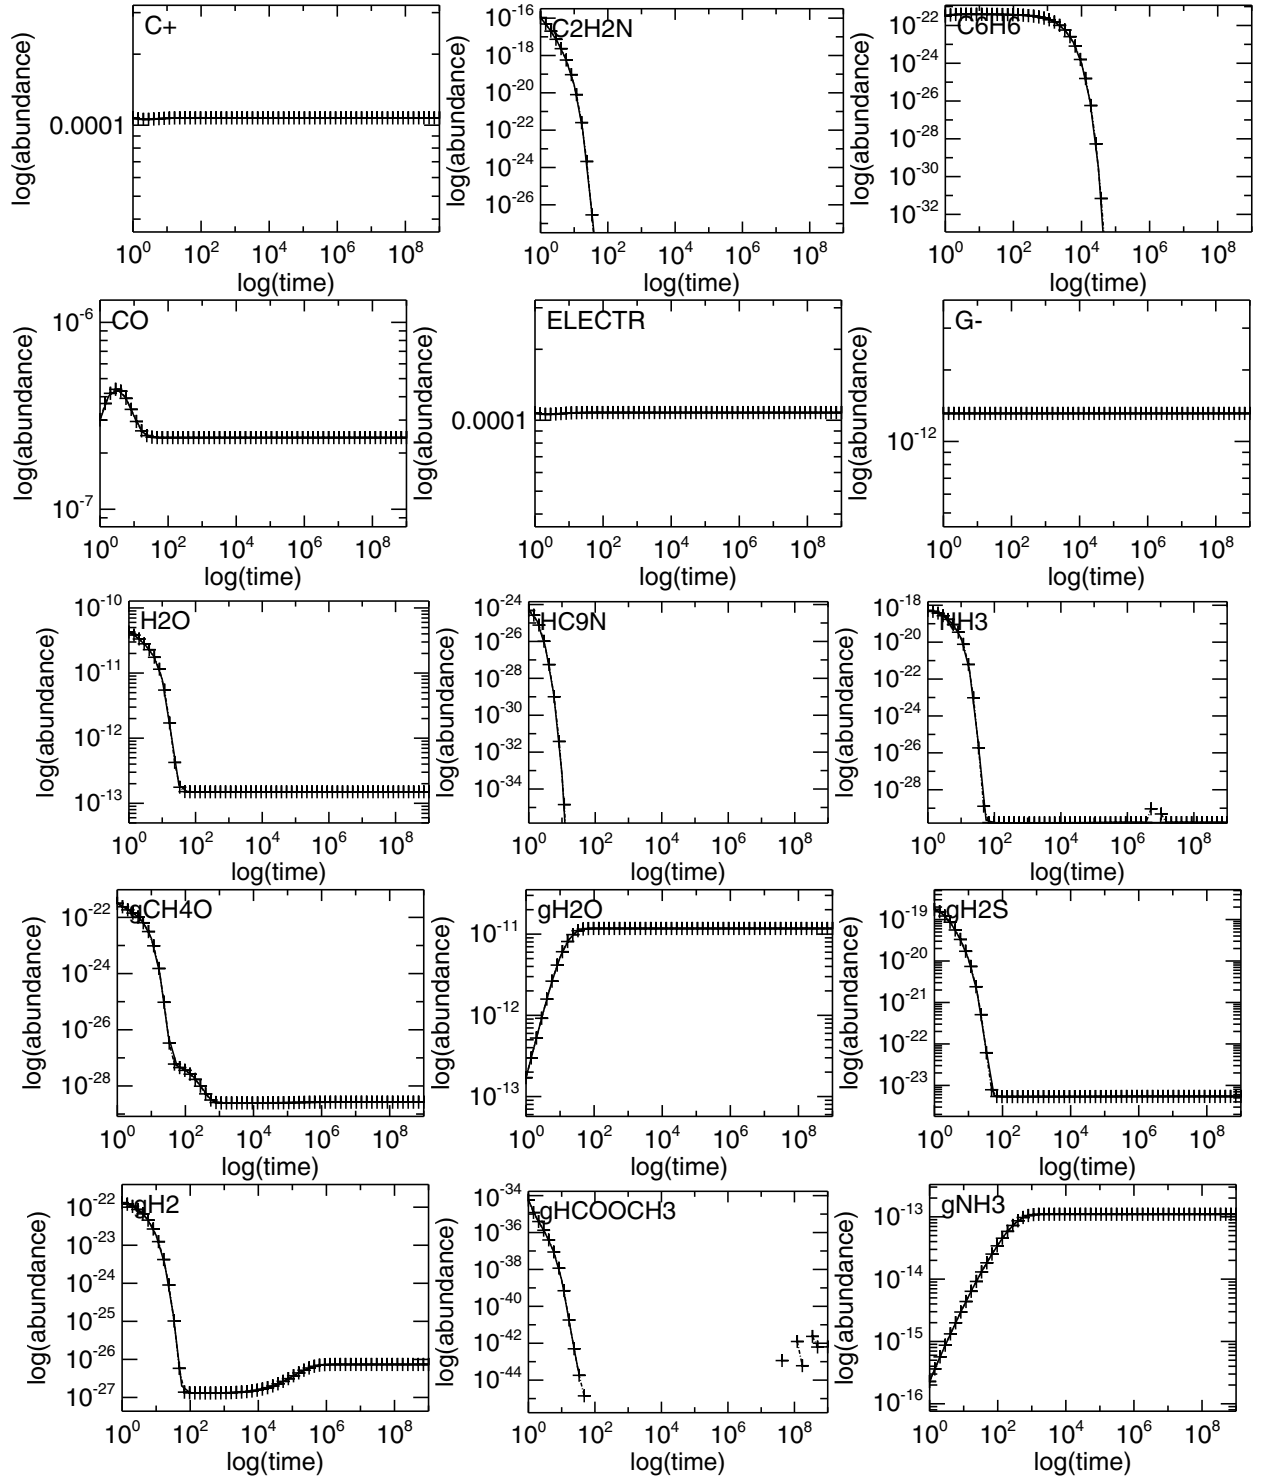 C+ C2H2N C6H6
log(abundance) log(abundance) log(abundance)
0.0001
10^-16 10^-18 10^-20 10^-22 10^-24 10^-26
10^-22 10^-24 10^-26 10^-28 10^-30 10^-32
10^0 10^2 10^4 10^6 10^8 10^0 10^2 10^4 10^6 10^8 10^0 10^2 10^4 10^6 10^8
log(time) log(time) log(time)
CO ELECTR G-
log(abundance) log(abundance) log(abundance)
10^-6 10^-7
0.0001
10^-12
10^0 10^2 10^4 10^6 10^8 10^0 10^2 10^4 10^6 10^8 10^0 10^2 10^4 10^6 10^8
log(time) log(time) log(time)
H2O HC9N NH3
log(abundance) log(abundance) log(abundance)
10^-10 10^-11 10^-12 10^-13
10^-24 10^-26 10^-28 10^-30 10^-32 10^-34
10^-18 10^-20 10^-22 10^-24 10^-26 10^-28
10^0 10^2 10^4 10^6 10^8 10^0 10^2 10^4 10^6 10^8 10^0 10^2 10^4 10^6 10^8
log(time) log(time) log(time)
gCH4O gH2O gH2S
log(abundance) log(abundance) log(abundance)
10^-22 10^-24 10^-26 10^-28
10^-11 10^-12 10^-13
10^-19 10^-20 10^-21 10^-22 10^-23
10^0 10^2 10^4 10^6 10^8 10^0 10^2 10^4 10^6 10^8 10^0 10^2 10^4 10^6 10^8
log(time) log(time) log(time)
gH2 gHCOOCH3 gNH3
log(abundance) log(abundance) log(abundance)
10^-22 10^-23 10^-24 10^-25 10^-26 10^-27
10^-34 10^-36 10^-38 10^-40 10^-42 10^-44
10^-13 10^-14 10^-15 10^-16
10^0 10^2 10^4 10^6 10^8 10^0 10^2 10^4 10^6 10^8 10^0 10^2 10^4 10^6 10^8
log(time) log(time) log(time)